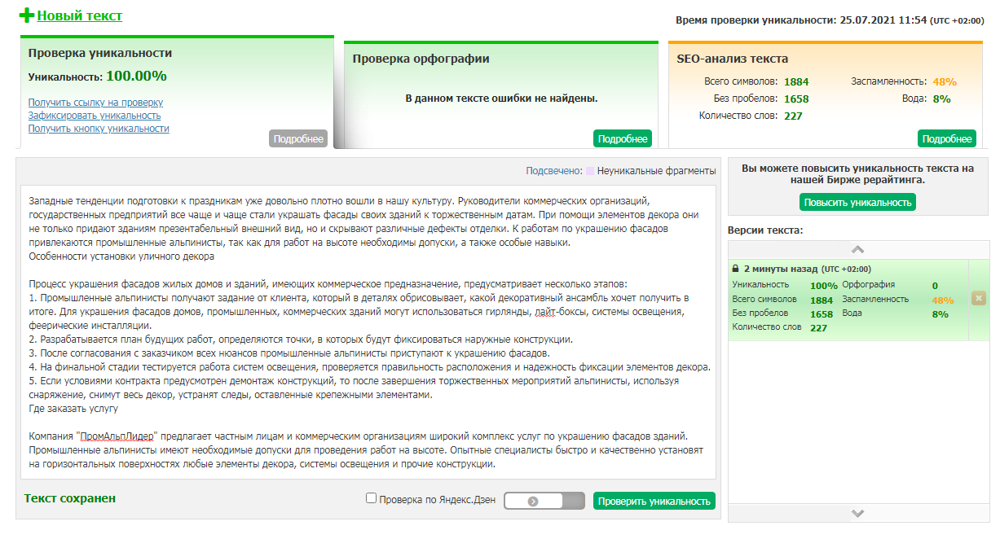 Новый текст
Время проверки уникальности: 25.07.2021 11:54 (UTC +02:00)
Проверка уникальности
Уникальность: 100.00%
Получить ссылку на проверку
Зафиксировать уникальность
Получить кнопку уникальности
Подробнее
Проверка орфографии
В данном тексте ошибки не найдены.
Подробнее
SEO-анализ текста
Всего символов: 1884 Заспамленность: 48%
Без пробелов: 1658 Вода: 8%
Количество слов: 227
Подробнее
Подсвечено: Неуникальные фрагменты
Западные тенденции подготовки к праздникам уже довольно плотно вошли в нашу культуру. Руководители коммерческих организаций,
государственных предприятий все чаще и чаще стали украшать фасады своих зданий к торжественным датам. При помощи элементов декора они
не только придают зданиям презентабельный внешний вид, но и скрывают различные дефекты отделки. К работам по украшению фасадов
привлекаются промышленные альпинисты, так как для работ на высоте необходимы допуски, а также особые навыки.
Особенности установки уличного декора
Процесс украшения фасадов жилых домов и зданий, имеющих коммерческое предназначение, предусматривает несколько этапов:
1. Промышленные альпинисты получают задание от клиента, который в деталях обрисовывает, какой декоративный ансамбль хочет получить в
итоге. Для украшения фасадов домов, промышленных, коммерческих зданий могут использоваться гирлянды, лайт-боксы, системы освещения,
феерические инсталляции.
2. Разрабатывается план будущих работ, определяются точки, в которых будут фиксироваться наружные конструкции.
3. После согласования с заказчиком всех нюансов промышленные альпинисты приступают к украшению фасадов.
4. На финальной стадии тестируется работа систем освещения, проверяется правильность расположения и надежность фиксации элементов декора.
5. Если условиями контракта предусмотрен демонтаж конструкций, то после завершения торжественных мероприятий альпинисты, используя
снаряжение, снимут весь декор, устранят следы, оставленные крепежными элементами.
Где заказать услугу
Компания "ПромАльпЛидер" предлагает частным лицам и коммерческим организациям широкий комплекс услуг по украшению фасадов зданий.
Промышленные альпинисты имеют необходимые допуски для проведения работ на высоте. Опытные специалисты быстро и качественно установят
на горизонтальных поверхностях любые элементы декора, системы освещения и прочие конструкции.
Текст сохранен
Проверка по Яндекс.Дзен
Проверить уникальность
Вы можете повысить уникальность текста на
нашей Бирже рерайтинга.
Повысить уникальность
Версии текста:
2 минуты назад (UTC +02:00)
Уникальность 100% Орфография 0
Всего символов 1884 Заспамленность 48%
Без пробелов 1658 Вода 8%
Количество слов 227